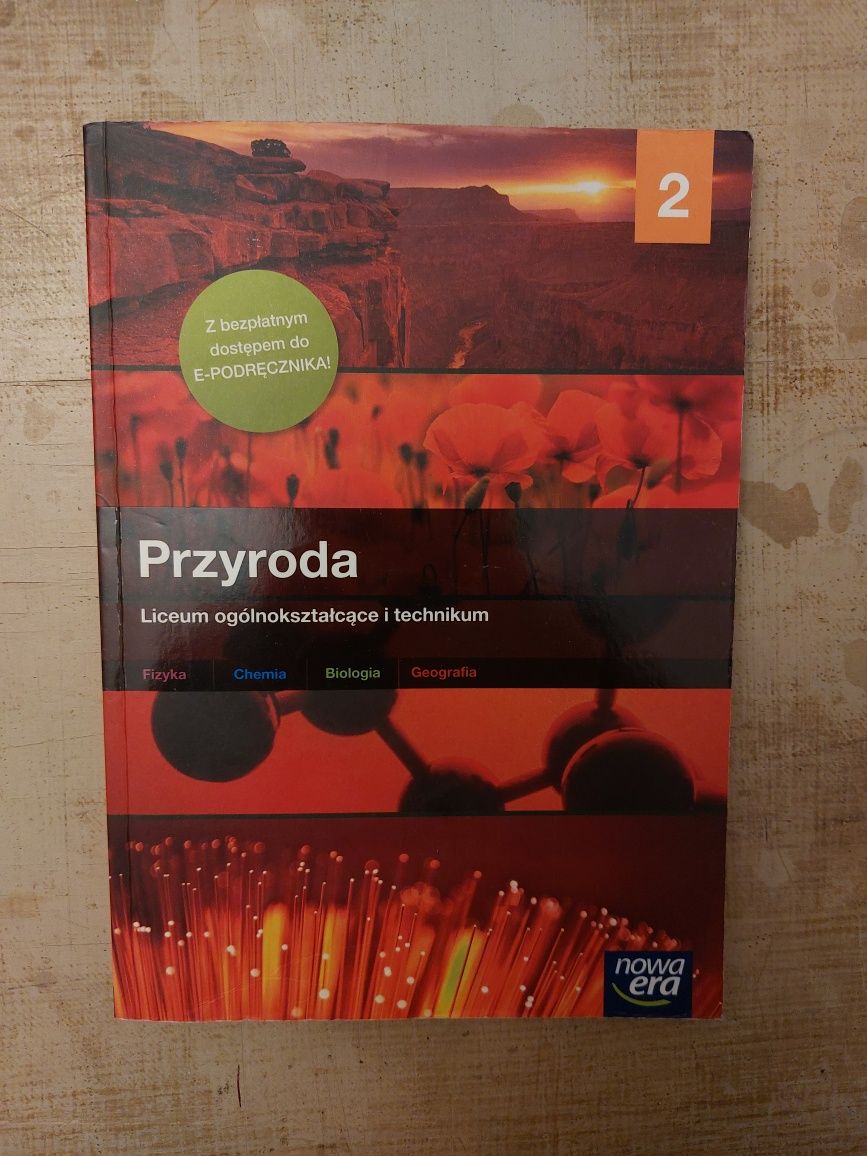 2
Z bezpłatnym
dostępem do
E-PODRĘCZNIKA!
Przyroda
Liceum ogólnokształcące i technikum
Fizyka Chemia Biologia Geografia
nowa
era